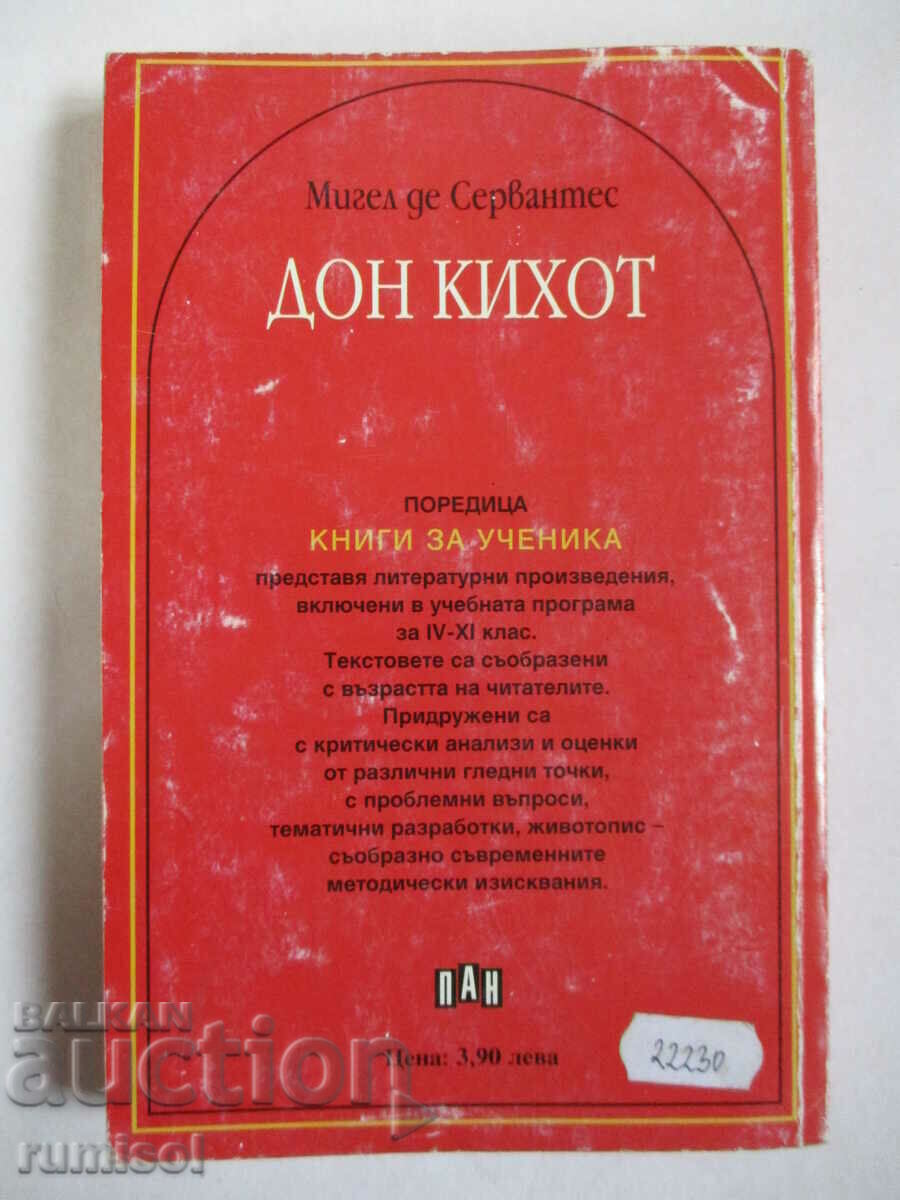 Мигел де Сервантес
ДОН КИХОТ
ПОРЕДИЦА
КНИГИ ЗА УЧЕНИКА
представя литературни произведения,
включени в учебната програма
за IV-XI клас.
Текстовете са съобразени
с възрастта на читателите.
Придружени са
с критически анализи и оценки
от различни гледни точки,
с проблемни въпроси,
тематични разработки, животопис –
съобразно съвременните
методически изисквания.
ПАН
Цена: 3,90 лева
22230
BALKAN
auction
rumisol